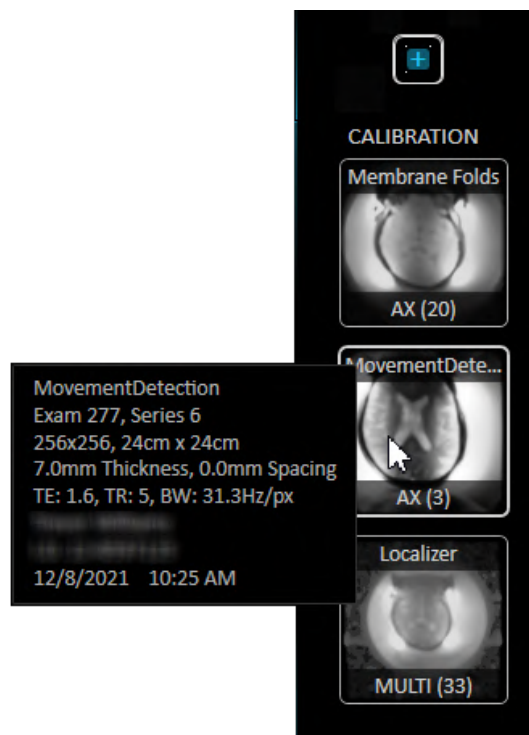 CALIBRATION
Membrane Folds
AX (20)
MovementDete...
AX (3)
MovementDetection
Exam 277, Series 6
256x256, 24cm x 24cm
7.0mm Thickness, 0.0mm Spacing
TE: 1.6, TR: 5, BW: 31.3Hz/px
12/8/2021 10:25 AM
Localizer
MULTI (33)